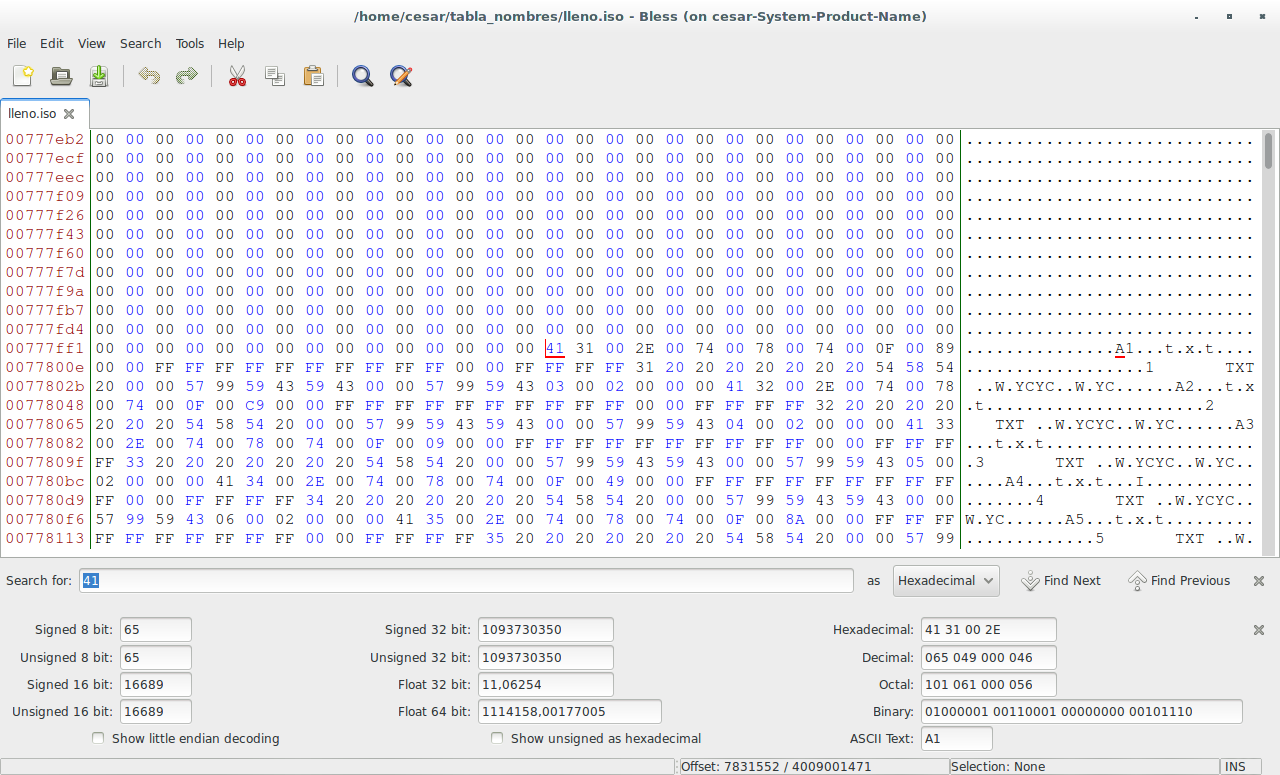 /home/cesar/tabla_nombres/lleno.iso - Bless (on cesar-System-Product-Name)
File Edit View Search Tools Help
lleno.iso
00777eb2 00 00 00 00 00 00 00 00 00 00 00 00 00 00 00 00 00 00 00 00 00 00 00 00 00 00 00 00 00 .............................
00777ecf 00 00 00 00 00 00 00 00 00 00 00 00 00 00 00 00 00 00 00 00 00 00 00 00 00 00 00 00 00 .............................
00777eec 00 00 00 00 00 00 00 00 00 00 00 00 00 00 00 00 00 00 00 00 00 00 00 00 00 00 00 00 00 .............................
00777f09 00 00 00 00 00 00 00 00 00 00 00 00 00 00 00 00 00 00 00 00 00 00 00 00 00 00 00 00 00 .............................
00777f26 00 00 00 00 00 00 00 00 00 00 00 00 00 00 00 00 00 00 00 00 00 00 00 00 00 00 00 00 00 .............................
00777f43 00 00 00 00 00 00 00 00 00 00 00 00 00 00 00 00 00 00 00 00 00 00 00 00 00 00 00 00 00 .............................
00777f60 00 00 00 00 00 00 00 00 00 00 00 00 00 00 00 00 00 00 00 00 00 00 00 00 00 00 00 00 00 .............................
00777f7d 00 00 00 00 00 00 00 00 00 00 00 00 00 00 00 00 00 00 00 00 00 00 00 00 00 00 00 00 00 .............................
00777f9a 00 00 00 00 00 00 00 00 00 00 00 00 00 00 00 00 00 00 00 00 00 00 00 00 00 00 00 00 00 .............................
00777fb7 00 00 00 00 00 00 00 00 00 00 00 00 00 00 00 00 00 00 00 00 00 00 00 00 00 00 00 00 00 .............................
00777fd4 00 00 00 00 00 00 00 00 00 00 00 00 00 00 00 00 00 00 00 00 00 00 00 00 00 00 00 00 00 .............................
00777ff1 00 00 00 00 00 00 00 00 00 00 00 00 00 00 00 41 31 00 2E 00 74 00 78 00 74 00 0F 00 89 ...............A1...t.x.t....
0077800e 00 00 FF FF FF FF FF FF FF FF FF FF 00 00 FF FF FF FF 31 20 20 20 20 20 20 20 54 58 54 ..................1       TXT
0077802b 20 00 00 57 99 59 43 59 43 00 00 57 99 59 43 03 00 02 00 00 00 41 32 00 2E 00 74 00 78  ..W.YCYC..W.YC......A2...t.x
00778048 00 74 00 0F 00 C9 00 00 FF FF FF FF FF FF FF FF FF FF 00 00 FF FF FF FF 32 20 20 20 20 .t......................2
00778065 20 20 20 54 58 54 20 00 00 57 99 59 43 59 43 00 00 57 99 59 43 04 00 02 00 00 00 41 33    TXT ..W.YCYC..W.YC......A3
00778082 00 2E 00 74 00 78 00 74 00 0F 00 09 00 00 FF FF FF FF FF FF FF FF FF FF 00 00 FF FF FF ...t.x.t.....................
0077809f FF 33 20 20 20 20 20 20 20 54 58 54 20 00 00 57 99 59 43 59 43 00 00 57 99 59 43 05 00 .3       TXT ..W.YCYC..W.YC..
007780bc 02 00 00 00 41 34 00 2E 00 74 00 78 00 74 00 0F 00 49 00 00 FF FF FF FF FF FF FF FF FF ....A4...t.x.t...I...........
007780d9 FF 00 00 FF FF FF FF 34 20 20 20 20 20 20 20 54 58 54 20 00 00 57 99 59 43 59 43 00 00 .......4       TXT ..W.YCYC..
007780f6 57 99 59 43 06 00 02 00 00 00 41 35 00 2E 00 74 00 78 00 74 00 0F 00 8A 00 00 FF FF FF W.YC......A5...t.x.t.........
00778113 FF FF FF FF FF FF FF 00 00 FF FF FF FF 35 20 20 20 20 20 20 20 54 58 54 20 00 00 57 99 .............5       TXT ..W.
Search for: 41 as Hexadecimal Find Next Find Previous
Signed 8 bit: 65 Signed 32 bit: 1093730350 Hexadecimal: 41 31 00 2E
Unsigned 8 bit: 65 Unsigned 32 bit: 1093730350 Decimal: 065 049 000 046
Signed 16 bit: 16689 Float 32 bit: 11,06254 Octal: 101 061 000 056
Unsigned 16 bit: 16689 Float 64 bit: 1114158,00177005 Binary: 01000001 00110001 00000000 00101110
Show little endian decoding Show unsigned as hexadecimal ASCII Text: A1
Offset: 7831552 / 4009001471 Selection: None INS